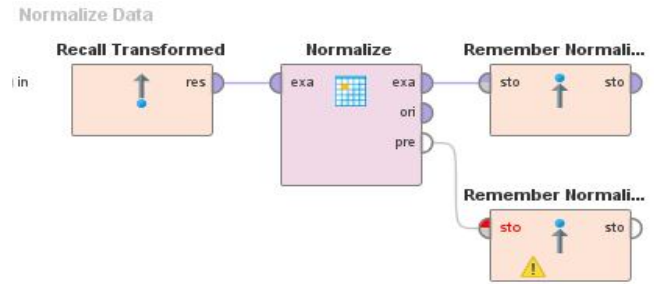 Normalize Data
Recall Transformed
Normalize
Remember Normali...
in
res
exa
exa
sto
sto
ori
pre
Remember Normali...
sto
sto